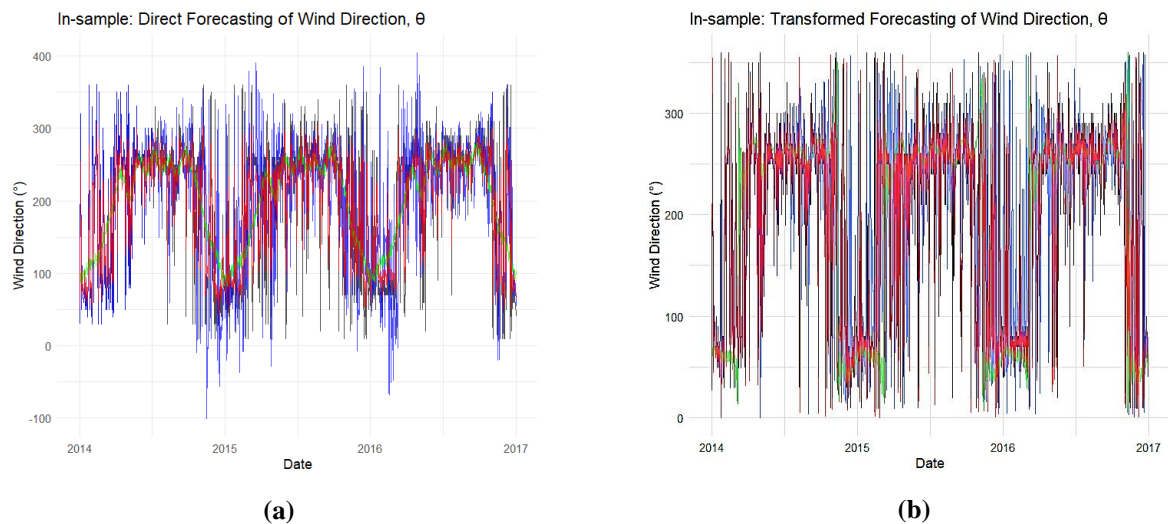 In-sample: Direct Forecasting of Wind Direction, θ
400
300
200
100
0
-100
Wind Direction (°)
2014 2015 2016 2017
Date
(a)
In-sample: Transformed Forecasting of Wind Direction, θ
300
200
100
0
Wind Direction (°)
2014 2015 2016 2017
Date
(b)